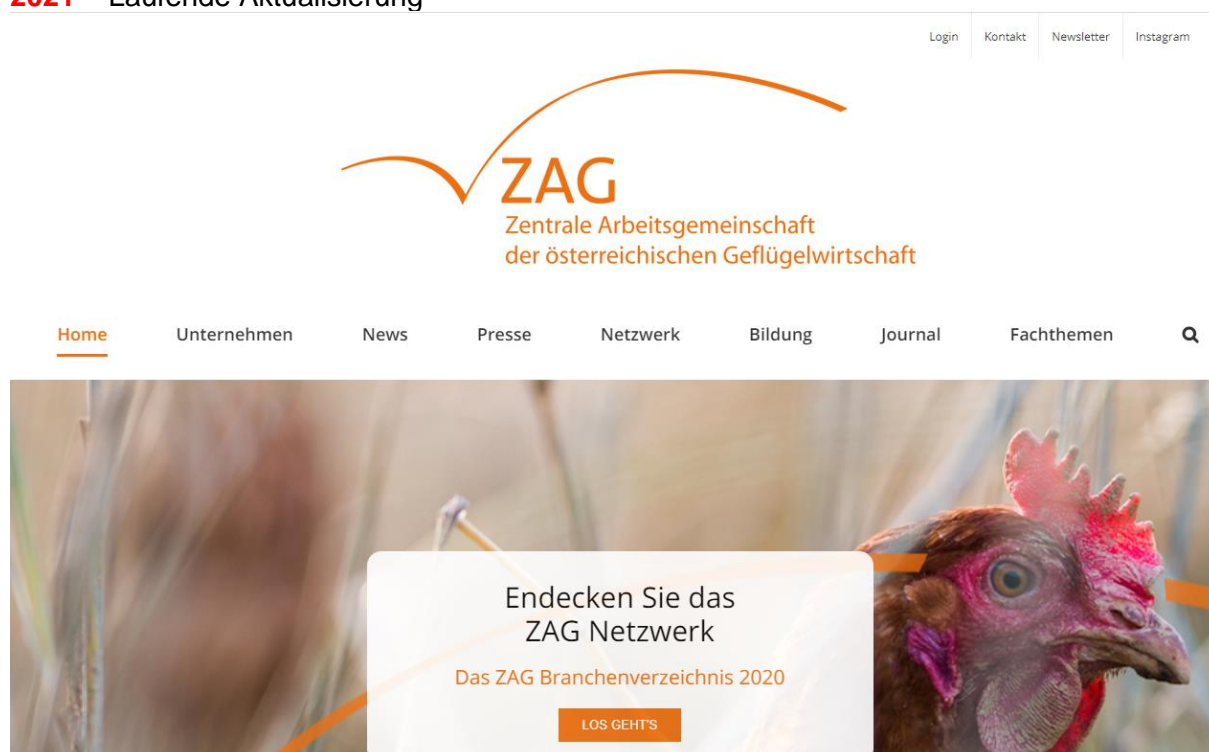 2021 Laufende Aktualisierung
Login Kontakt Newsletter Instagram
ZAG
Zentrale Arbeitsgemeinschaft
der österreichischen Geflügelwirtschaft
Home Unternehmen News Presse Netzwerk Bildung Journal Fachthemen
Endecken Sie das
ZAG Netzwerk
Das ZAG Branchenverzeichnis 2020
LOS GEHT'S